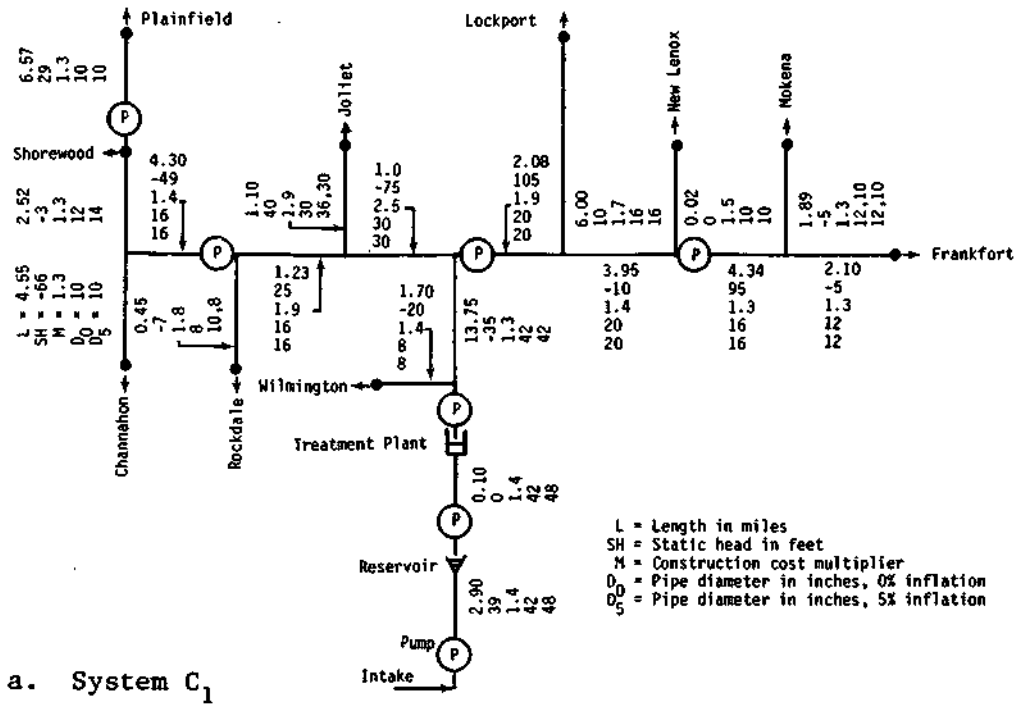 Plainfield
6.57
29
1.3
10
10
P
Shorewood
2.52
-3
1.3
12
14
4.30
-49
1.4
16
16
P
L = 4.55
SH = -66
M = 1.3
D0 = 10
D5 = 10
Channahon
0.45
-7
1.8
8
10,8
Rockdale
1.10
40
1.9
30
36,30
Joliet
1.23
25
1.9
16
16
1.0
-75
2.5
30
30
P
1.70
-20
1.4
8
8
Wilmington
13.75
-35
1.3
42
42
2.08
105
1.9
20
20
Lockport
6.00
10
1.7
16
16
3.95
-10
1.4
20
20
New Lenox
0.02
0
1.5
10
10
P
4.34
95
1.3
16
16
Mokena
1.89
-5
1.3
12,10
12,10
2.10
-5
1.3
12
12
Frankfort
P
Treatment Plant
0.10
0
1.4
42
48
P
Reservoir
2.90
39
1.4
42
48
Pump
P
Intake
L = Length in miles
SH = Static head in feet
M = Construction cost multiplier
D0 = Pipe diameter in inches, 0% inflation
D5 = Pipe diameter in inches, 5% inflation
a. System C1